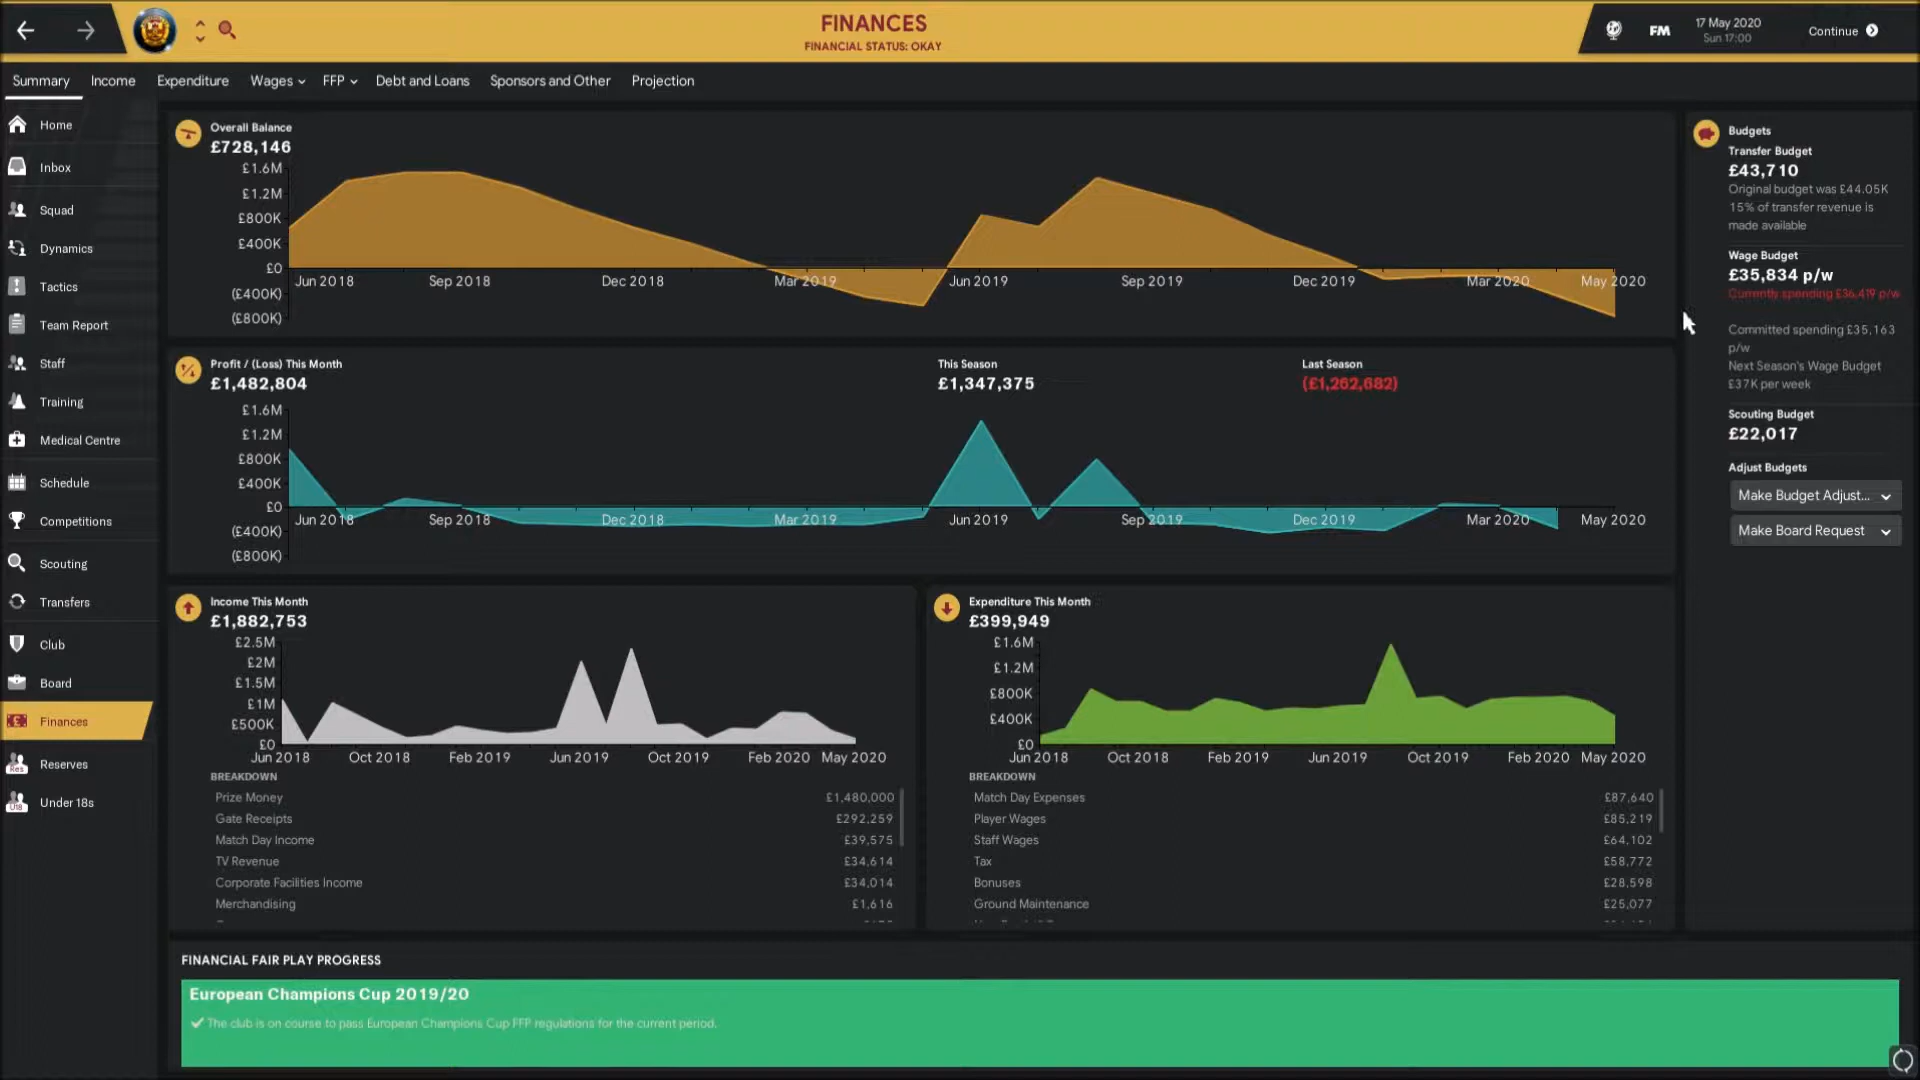 FINANCES
FINANCIAL STATUS: OKAY
FM
17 May 2020
Sun 17:00
Continue
Summary
Income
Expenditure
Wages
FFP
Debt and Loans
Sponsors and Other
Projection
Home
Inbox
Squad
Dynamics
Tactics
Team Report
Staff
Training
Medical Centre
Schedule
Competitions
Scouting
Transfers
Club
Board
Finances
Reserves
Under 18s
Overall Balance
£728,146
£1.6M
£1.2M
£800K
£400K
£0
(£400K)
(£800K)
Jun 2018
Sep 2018
Dec 2018
Mar 2019
Jun 2019
Sep 2019
Dec 2019
Mar 2020
May 2020
Profit / (Loss) This Month
£1,482,804
This Season
£1,347,375
Last Season
(£1,262,682)
£1.6M
£1.2M
£800K
£400K
£0
(£400K)
(£800K)
Jun 2018
Sep 2018
Dec 2018
Mar 2019
Jun 2019
Sep 2019
Dec 2019
Mar 2020
May 2020
Income This Month
£1,882,753
£2.5M
£2M
£1.5M
£1M
£500K
£0
Jun 2018
Oct 2018
Feb 2019
Jun 2019
Oct 2019
Feb 2020
May 2020
BREAKDOWN
Prize Money £1,480,000
Gate Receipts £292,259
Match Day Income £39,575
TV Revenue £34,614
Corporate Facilities Income £34,014
Merchandising £1,616
Expenditure This Month
£399,949
£1.6M
£1.2M
£800K
£400K
£0
Jun 2018
Oct 2018
Feb 2019
Jun 2019
Oct 2019
Feb 2020
May 2020
BREAKDOWN
Match Day Expenses £87,640
Player Wages £85,219
Staff Wages £64,102
Tax £58,772
Bonuses £28,598
Ground Maintenance £25,077
Budgets
Transfer Budget
£43,710
Original budget was £44.05K
15% of transfer revenue is
made available
Wage Budget
£35,834 p/w
Currently spending £36,419 p/w
Committed spending £35,163
p/w
Next Season's Wage Budget
£37K per week
Scouting Budget
£22,017
Adjust Budgets
Make Budget Adjust...
Make Board Request
FINANCIAL FAIR PLAY PROGRESS
European Champions Cup 2019/20
The club is on course to pass European Champions Cup FFP regulations for the current period.